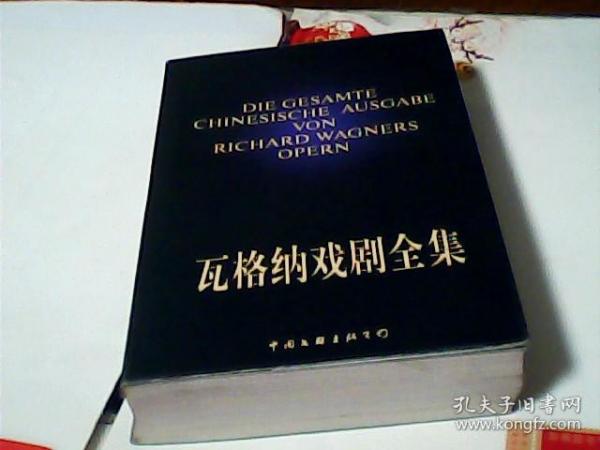 DIE GESAMTE
CHINESISCHE AUSGABE
VON
RICHARD WAGNERS
OPERN
瓦格纳戏剧全集
中国文联出版公司
孔夫子旧书网
www.kongfz.com